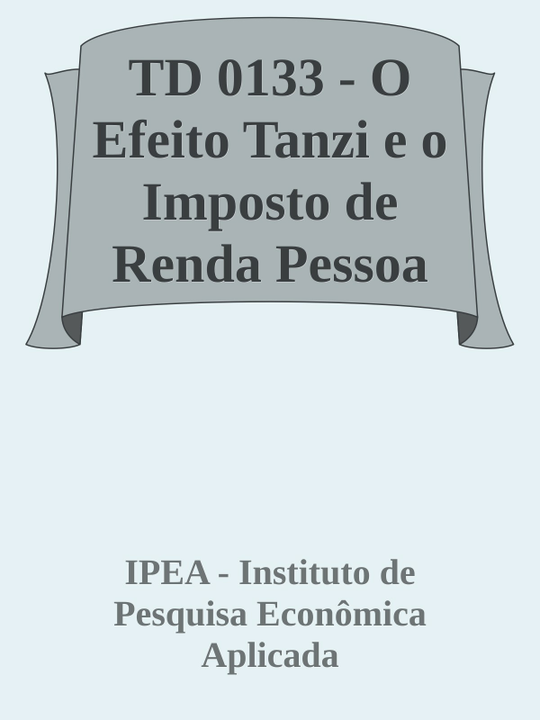 TD 0133 - O
Efeito Tanzi e o
Imposto de
Renda Pessoa
IPEA - Instituto de
Pesquisa Econômica
Aplicada